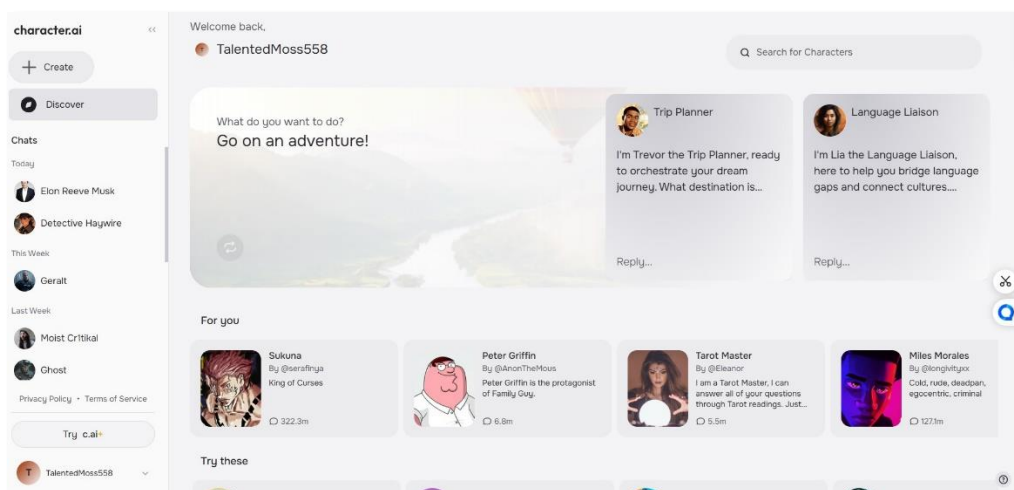 character.ai
Create
Discover
Chats
Today
Elon Reeve Musk
Detective Haywire
This Week
Geralt
Last Week
Moist Cr1tikal
Ghost
Privacy Policy • Terms of Service
Try c.ai+
T
TalentedMoss558
Welcome back,
TalentedMoss558
Search for Characters
What do you want to do?
Go on an adventure!
Trip Planner
I'm Trevor the Trip Planner, ready
to orchestrate your dream
journey. What destination is...
Reply...
Language Liaison
I'm Lia the Language Liaison,
here to help you bridge language
gaps and connect cultures....
Reply...
For you
Sukuna
By @serafinya
King of Curses
322.3m
Peter Griffin
By @AnonTheMous
Peter Griffin is the protagonist
of Family Guy.
6.8m
Tarot Master
By @Eleanor
I am a Tarot Master, I can
answer all of your questions
through Tarot readings. Just...
5.5m
Miles Morales
By @longivityxx
Cold, rude, deadpan,
egocentric, criminal
127.1m
Try these